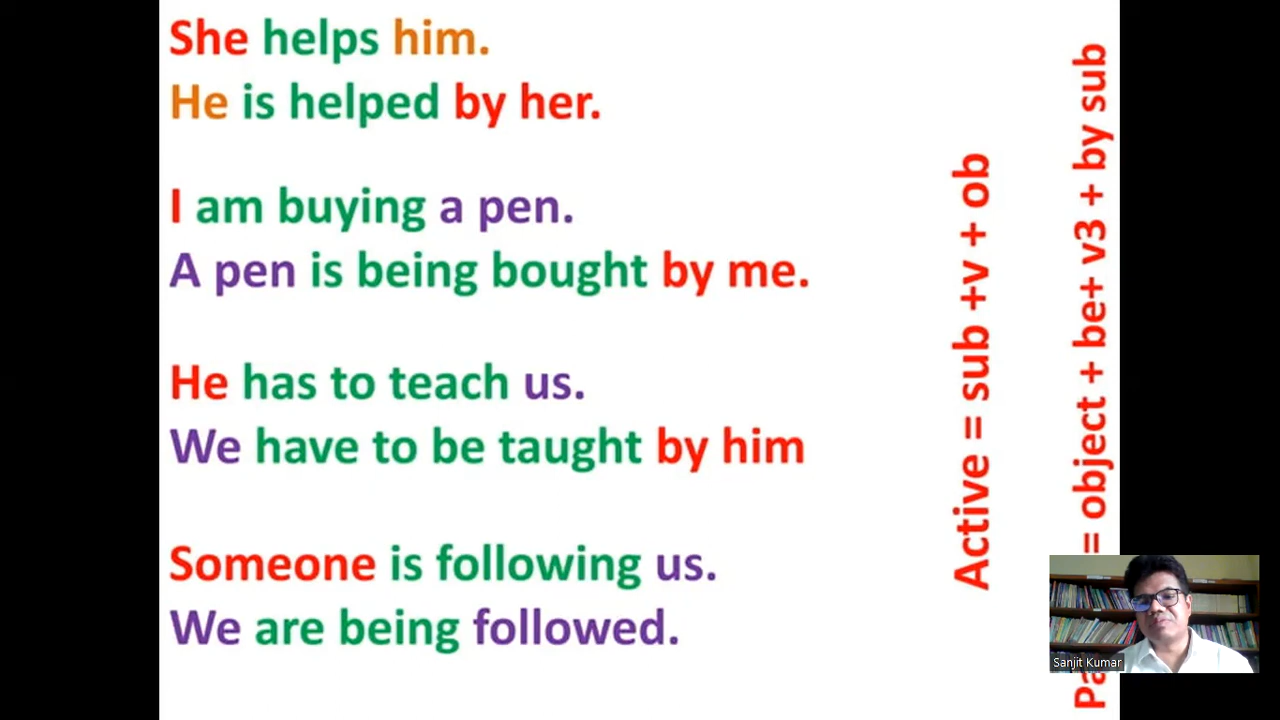 She helps him.
He is helped by her.
I am buying a pen.
A pen is being bought by me.
He has to teach us.
We have to be taught by him
Someone is following us.
We are being followed.
Active = sub +v + ob
= object + be+ v3 + by sub
Sanjit Kumar